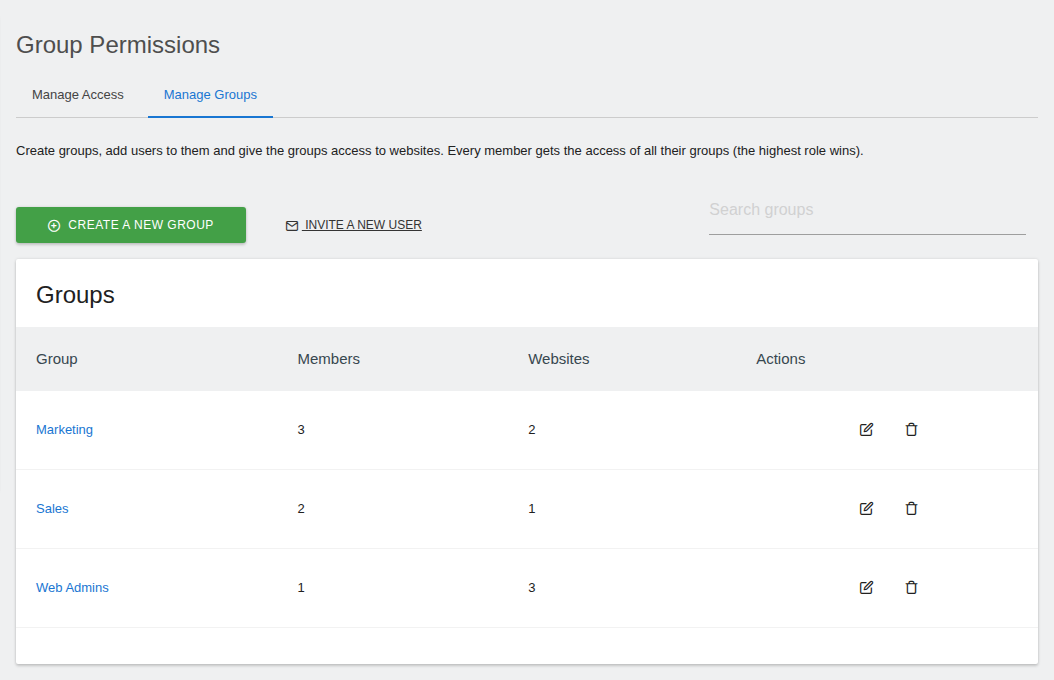 Group Permissions
Manage Access Manage Groups
Create groups, add users to them and give the groups access to websites. Every member gets the access of all their groups (the highest role wins).
CREATE A NEW GROUP INVITE A NEW USER Search groups
Groups
Group Members Websites Actions
Marketing 3 2
Sales 2 1
Web Admins 1 3